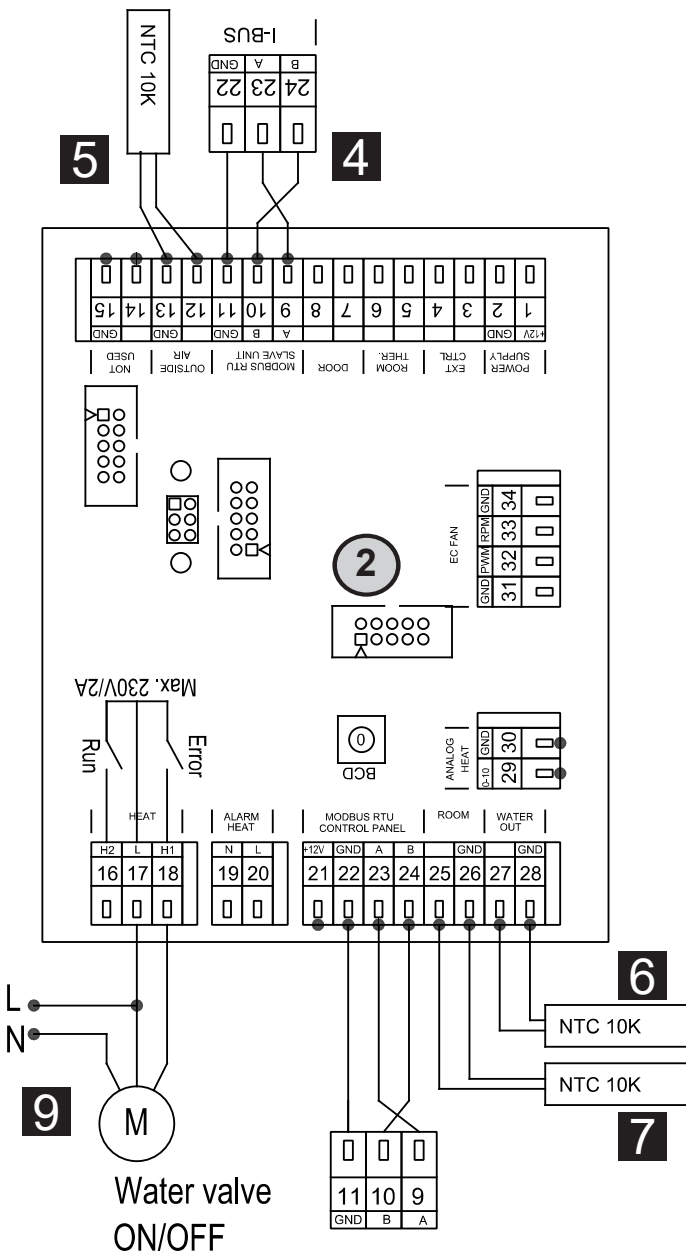 I-BUS
GND A B
22 23 24
NTC 10K
5
4
15 14 13 12 11 10 9 8 7 6 5 4 3 2 1
GND GND GND B A GND +12V
NOT USED
OUTSIDE AIR
MODBUS RTU SLAVE UNIT
DOOR
ROOM THER.
EXT CTRL
POWER SUPPLY
EC FAN
GND 34
RPM 33
PWM 32
GND 31
2
Max. 230V/2A
Run
Error
0
BCD
ANALOG HEAT
GND 30
0-10 29
HEAT
ALARM
HEAT
MODBUS RTU
CONTROL PANEL
ROOM
WATER
OUT
H2 L H1 N L +12V GND A B GND GND
16 17 18 19 20 21 22 23 24 25 26 27 28
L
N
9
M
Water valve
ON/OFF
6
NTC 10K
NTC 10K
7
11 10 9
GND B A